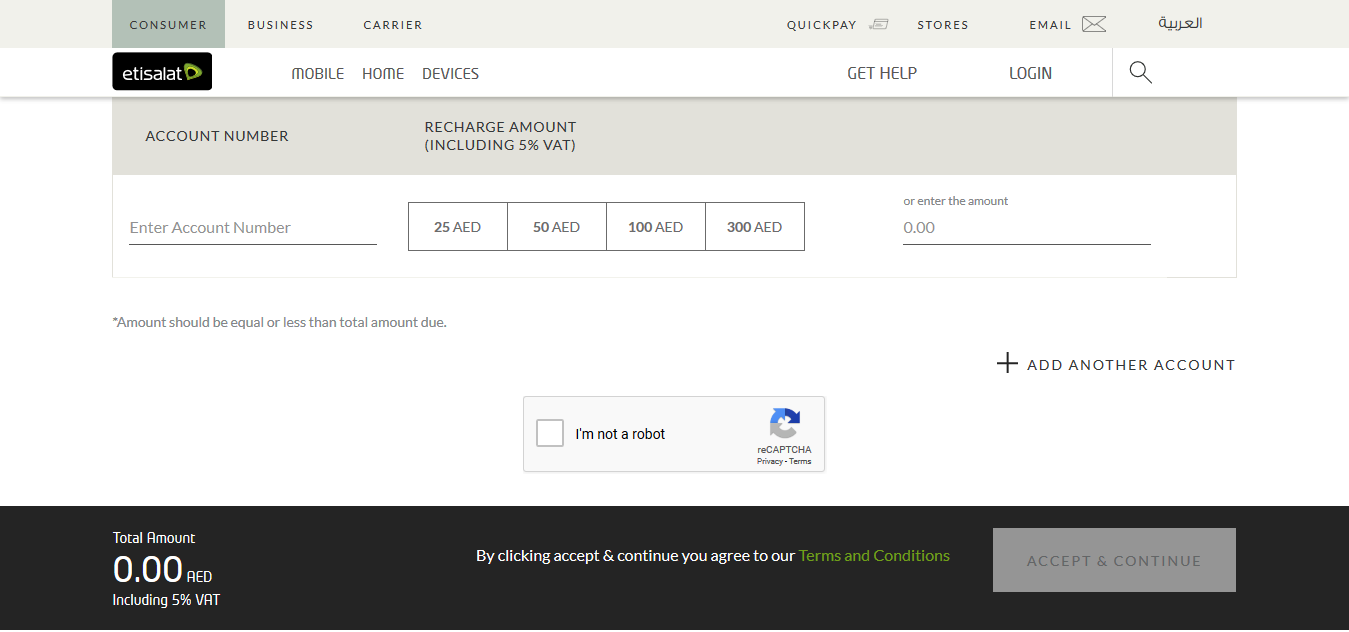 CONSUMER BUSINESS CARRIER QUICKPAY STORES EMAIL العربية
etisalat MOBILE HOME DEVICES GET HELP LOGIN
ACCOUNT NUMBER
RECHARGE AMOUNT
(INCLUDING 5% VAT)
or enter the amount
Enter Account Number 25 AED 50 AED 100 AED 300 AED 0.00
*Amount should be equal or less than total amount due.
ADD ANOTHER ACCOUNT
I'm not a robot
reCAPTCHA
Privacy - Terms
Total Amount
0.00 AED
Including 5% VAT
By clicking accept & continue you agree to our Terms and Conditions
ACCEPT & CONTINUE